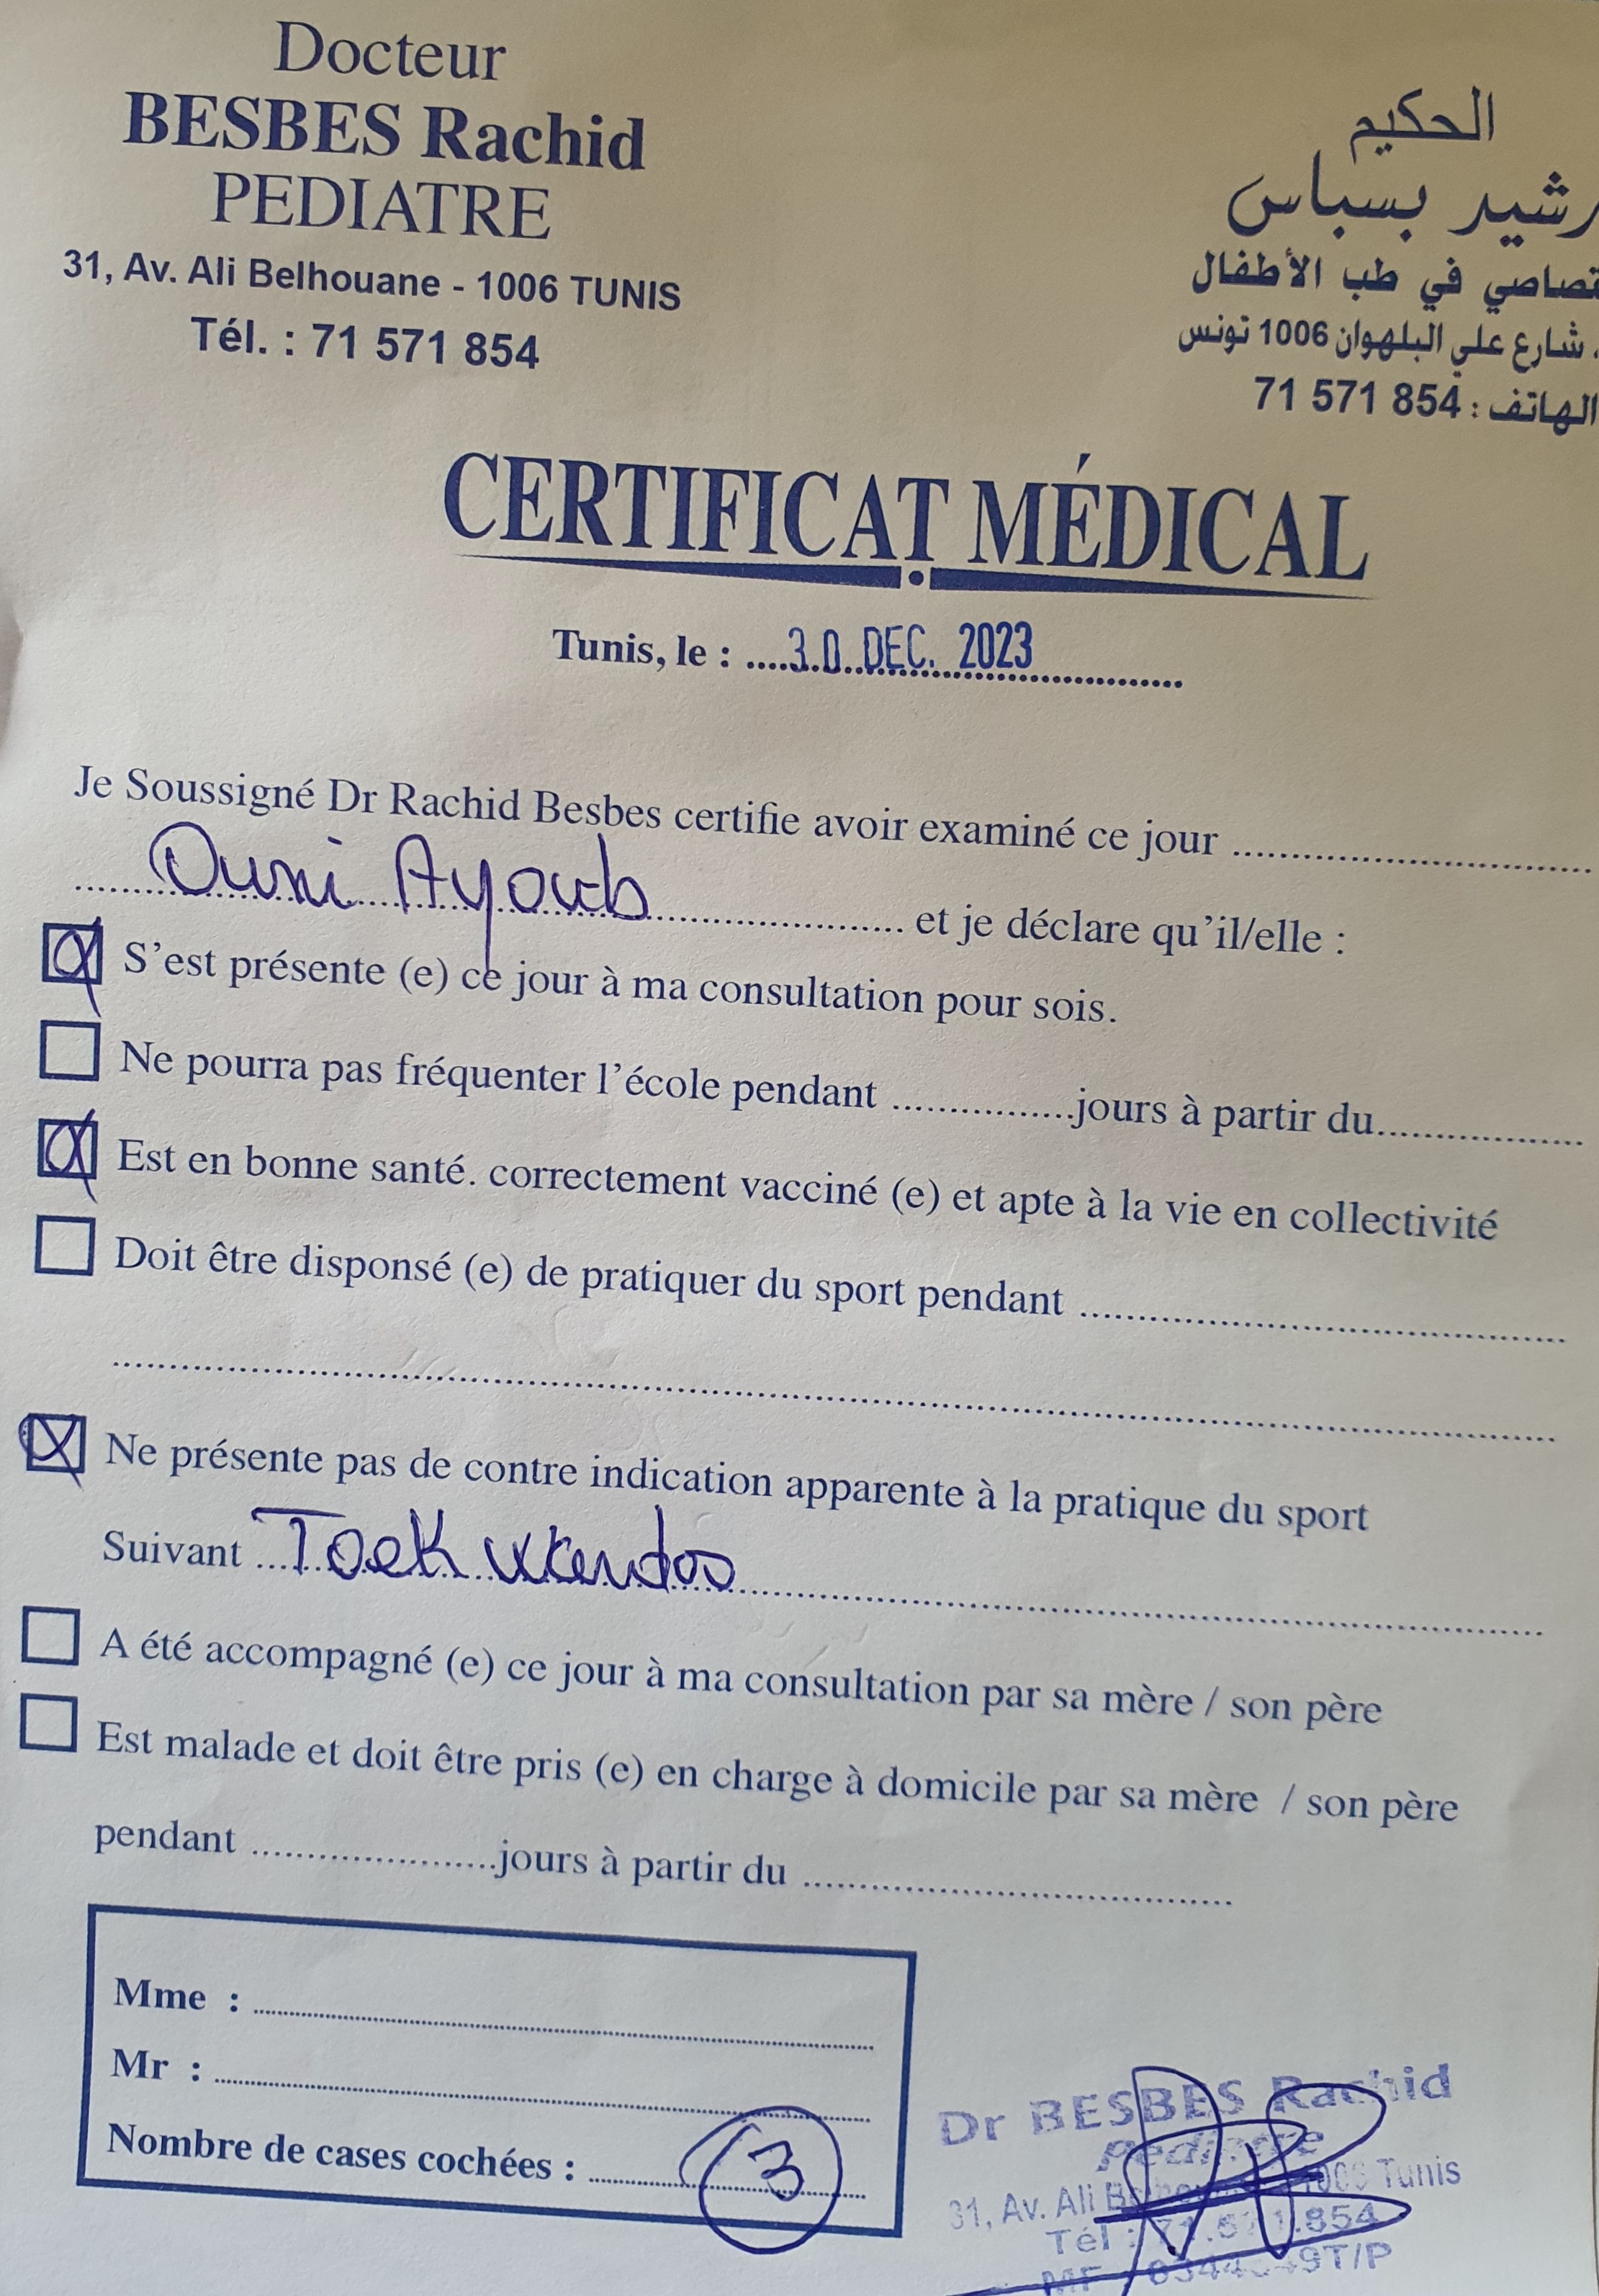 Docteur
BESBES Rachid
PEDIATRE
31, Av. Ali Belhouane - 1006 TUNIS
Tél. : 71 571 854
الحكيم
رشيد بسباس
في طب الأطفال
شارع علي البلهوان 1006 تونس
الهاتف : 71 571 854
CERTIFICAT MÉDICAL
Tunis, le : 30 DEC. 2023
Je Soussigné Dr Rachid Besbes certifie avoir examiné ce jour
Ouni Ayoub et je déclare qu'il/elle :
S'est présente (e) ce jour à ma consultation pour sois.
Ne pourra pas fréquenter l'école pendant jours à partir du
Est en bonne santé. correctement vacciné (e) et apte à la vie en collectivité
Doit être disponsé (e) de pratiquer du sport pendant
Ne présente pas de contre indication apparente à la pratique du sport
Suivant Toekwendoo
A été accompagné (e) ce jour à ma consultation par sa mère / son père
Est malade et doit être pris (e) en charge à domicile par sa mère / son père
pendant jours à partir du
Mme :
Mr :
Nombre de cases cochées : 3
Dr BESBES Rachid
Pédiatre
31, Av. Ali 1006 Tunis
Tél :